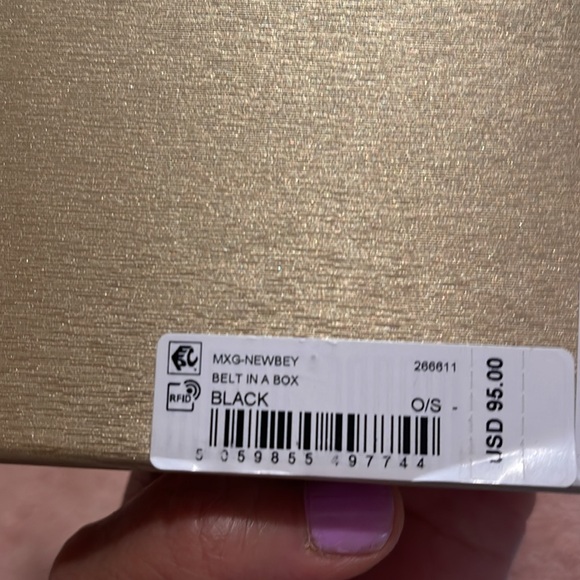 MXG-NEWBEY 266611
BELT IN A BOX
RFID BLACK O/S -
5 059855 497744
USD 95.00